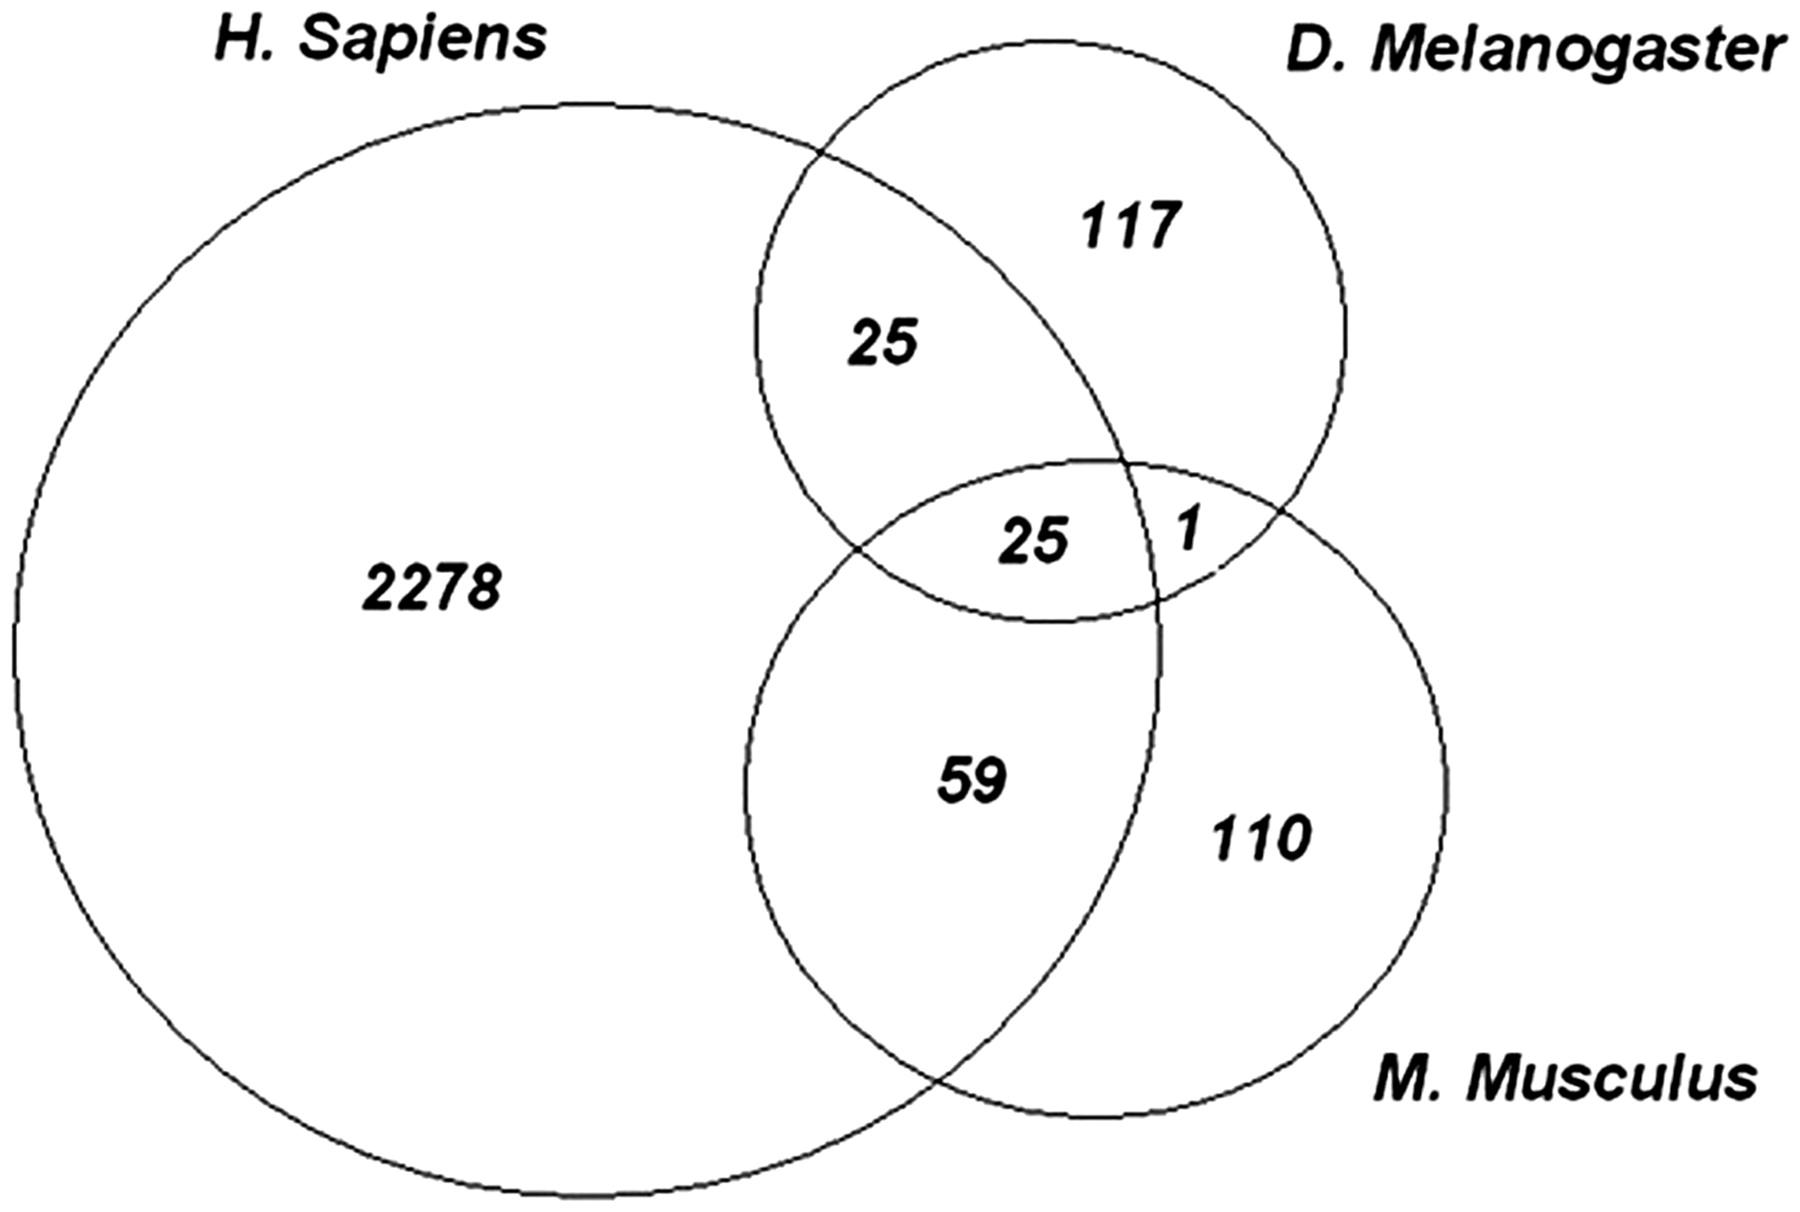 H. Sapiens
D. Melanogaster
117
25
25
1
2278
59
110
M. Musculus